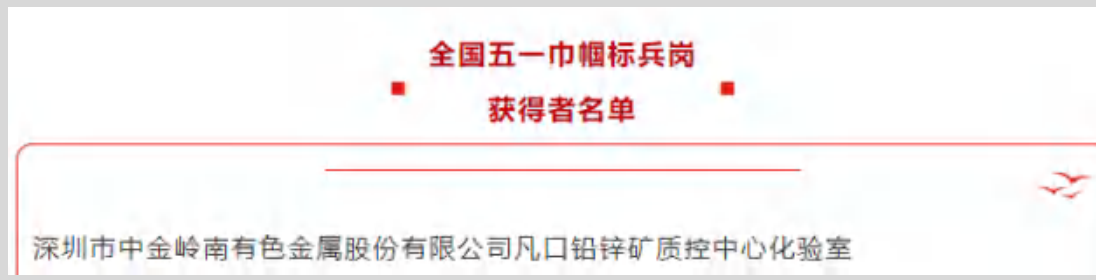 全国五一巾帼标兵岗
获得者名单
深圳市中金岭南有色金属股份有限公司凡口铅锌矿质控中心化验室